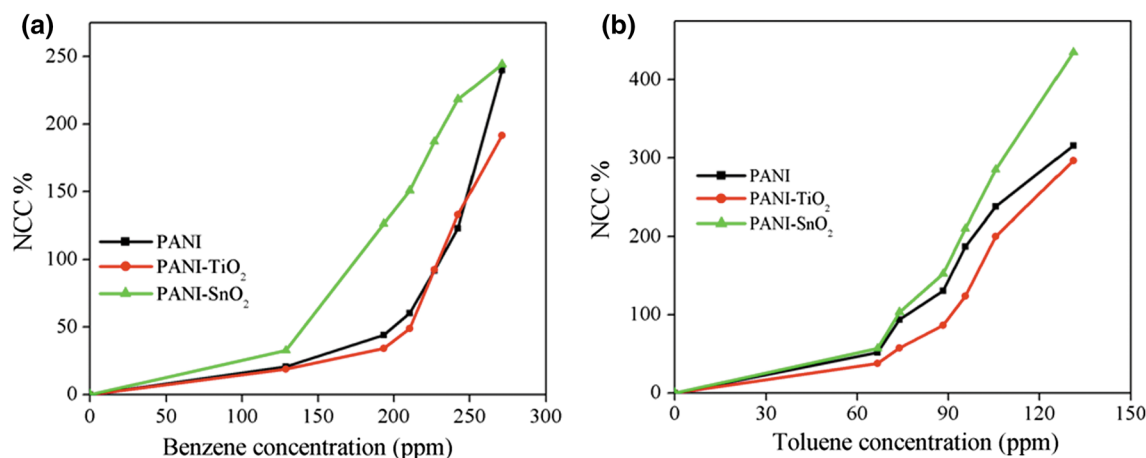 (a)
250
200
150
100
50
0
NCC %
PANI
PANI-TiO₂
PANI-SnO₂
0 50 100 150 200 250 300
Benzene concentration (ppm)
(b)
400
300
200
100
0
NCC %
PANI
PANI-TiO₂
PANI-SnO₂
0 30 60 90 120 150
Toluene concentration (ppm)